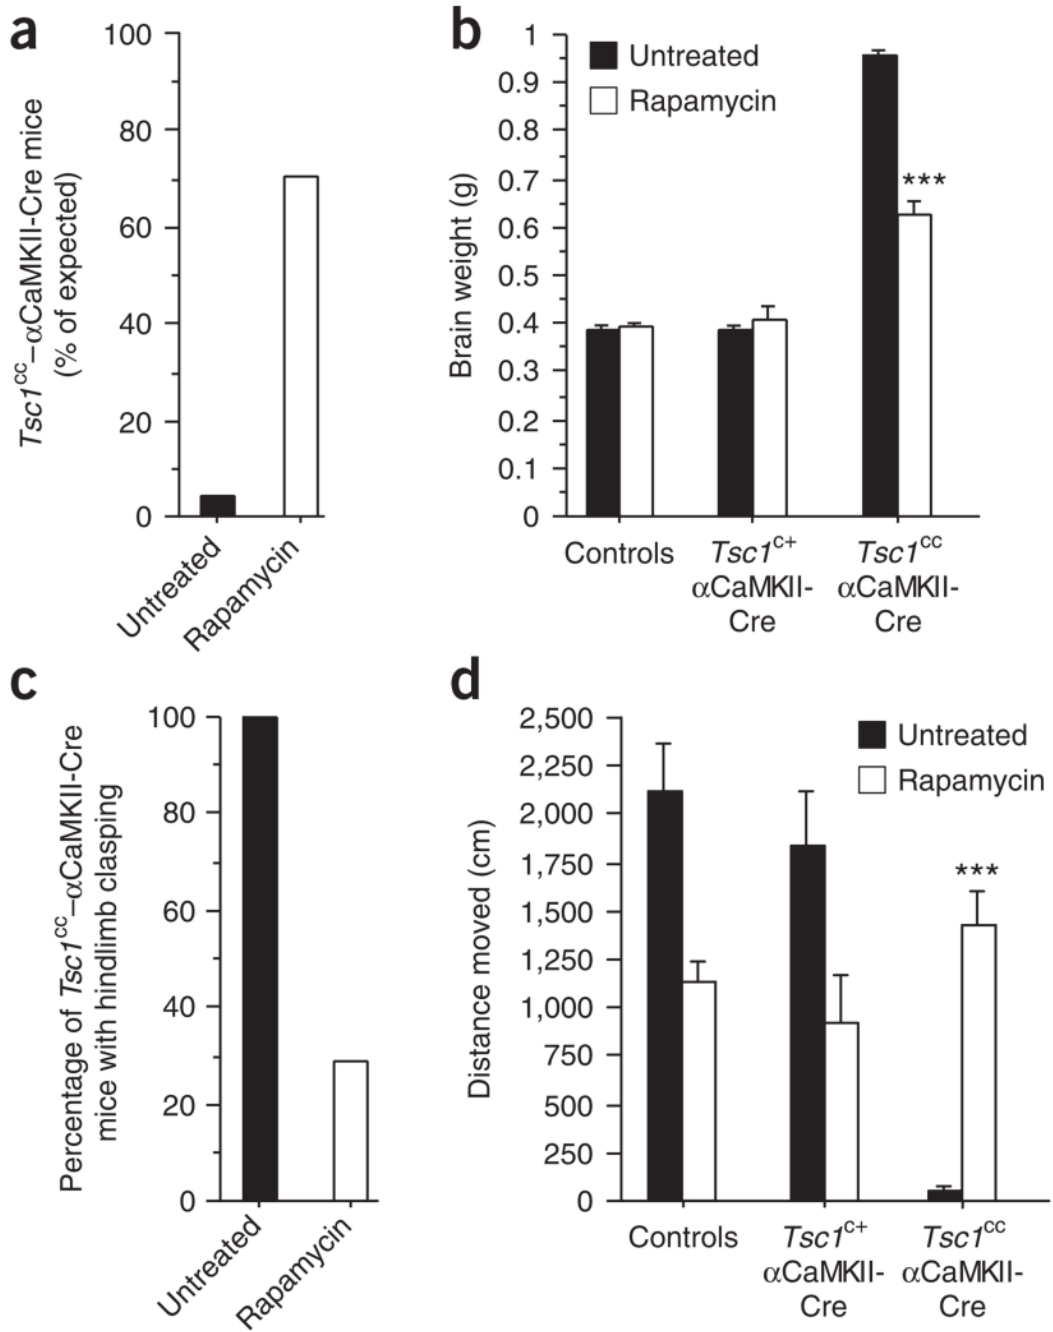 a
Tsc1cc–αCaMKII-Cre mice
(% of expected)
100
80
60
40
20
0
Untreated
Rapamycin
b
Untreated
Rapamycin
Brain weight (g)
1
0.9
0.8
0.7
0.6
0.5
0.4
0.3
0.2
0.1
0
***
Controls
Tsc1c+
αCaMKII-
Cre
Tsc1cc
αCaMKII-
Cre
c
Percentage of Tsc1cc–αCaMKII-Cre
mice with hindlimb clasping
100
80
60
40
20
0
Untreated
Rapamycin
d
Untreated
Rapamycin
Distance moved (cm)
2,500
2,250
2,000
1,750
1,500
1,250
1,000
750
500
250
0
***
Controls
Tsc1c+
αCaMKII-
Cre
Tsc1cc
αCaMKII-
Cre